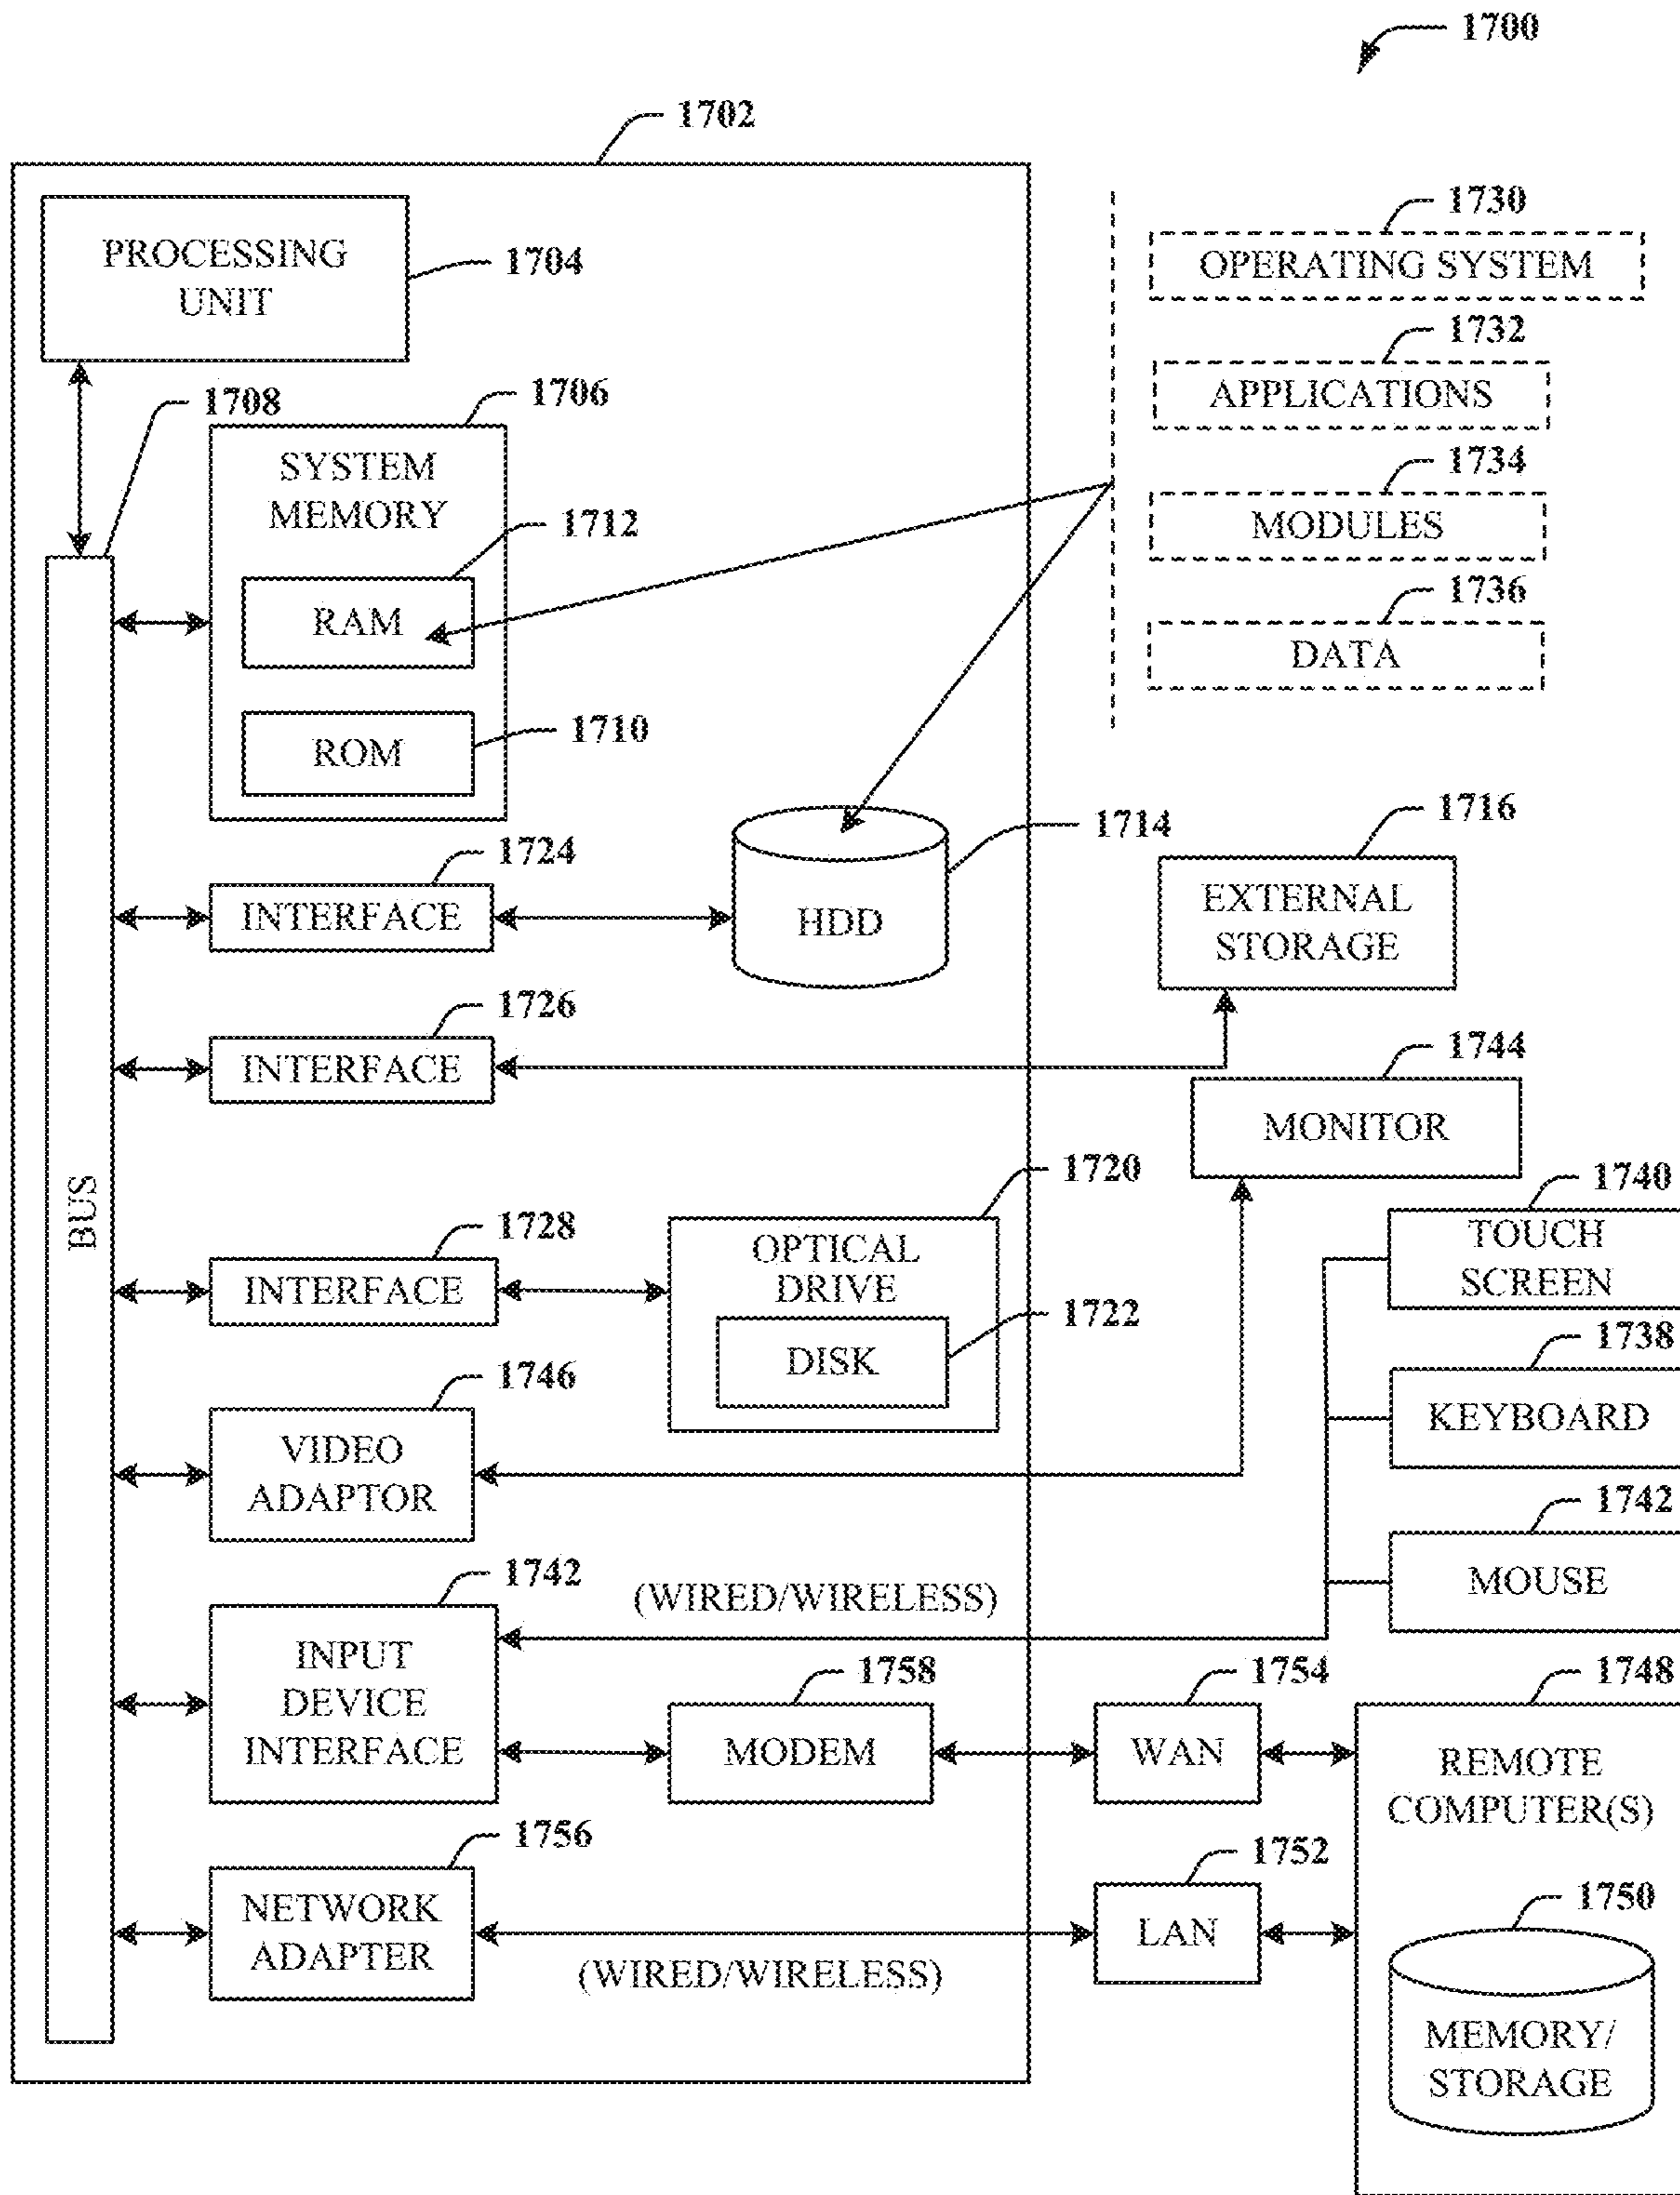 1700
1702
PROCESSING
UNIT
1704
1730
OPERATING SYSTEM
1732
APPLICATIONS
1734
MODULES
1736
DATA
1708
1706
SYSTEM
MEMORY
1712
RAM
1710
ROM
1724
INTERFACE
1714
HDD
1716
EXTERNAL
STORAGE
1726
INTERFACE
1744
MONITOR
BUS
1728
INTERFACE
1720
OPTICAL
DRIVE
1722
DISK
1740
TOUCH
SCREEN
1738
KEYBOARD
1746
VIDEO
ADAPTOR
1742
MOUSE
1742
INPUT
DEVICE
INTERFACE
(WIRED/WIRELESS)
1758
MODEM
1754
WAN
1748
REMOTE
COMPUTER(S)
1756
NETWORK
ADAPTER
(WIRED/WIRELESS)
1752
LAN
1750
MEMORY/
STORAGE